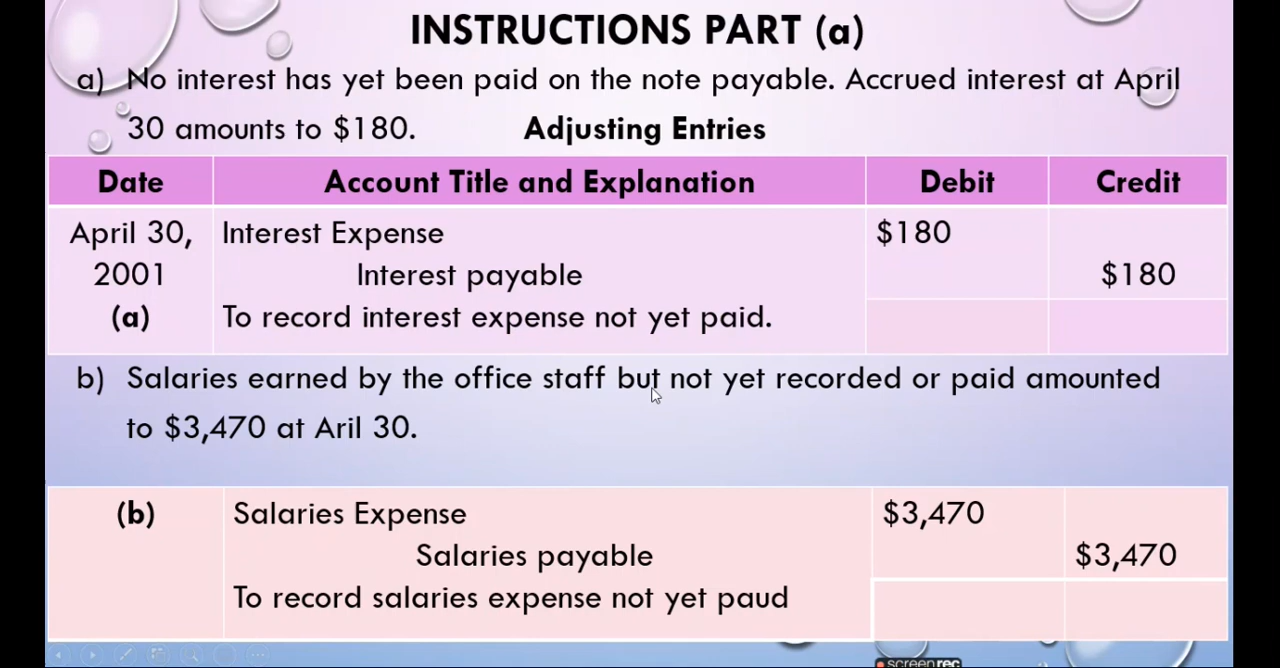 INSTRUCTIONS PART (a)
a) No interest has yet been paid on the note payable. Accrued interest at April
30 amounts to $180. Adjusting Entries
Date Account Title and Explanation Debit Credit
April 30, Interest Expense $180
2001 Interest payable $180
(a) To record interest expense not yet paid.
b) Salaries earned by the office staff but not yet recorded or paid amounted
to $3,470 at Aril 30.
(b) Salaries Expense $3,470
Salaries payable $3,470
To record salaries expense not yet paud
screenrec